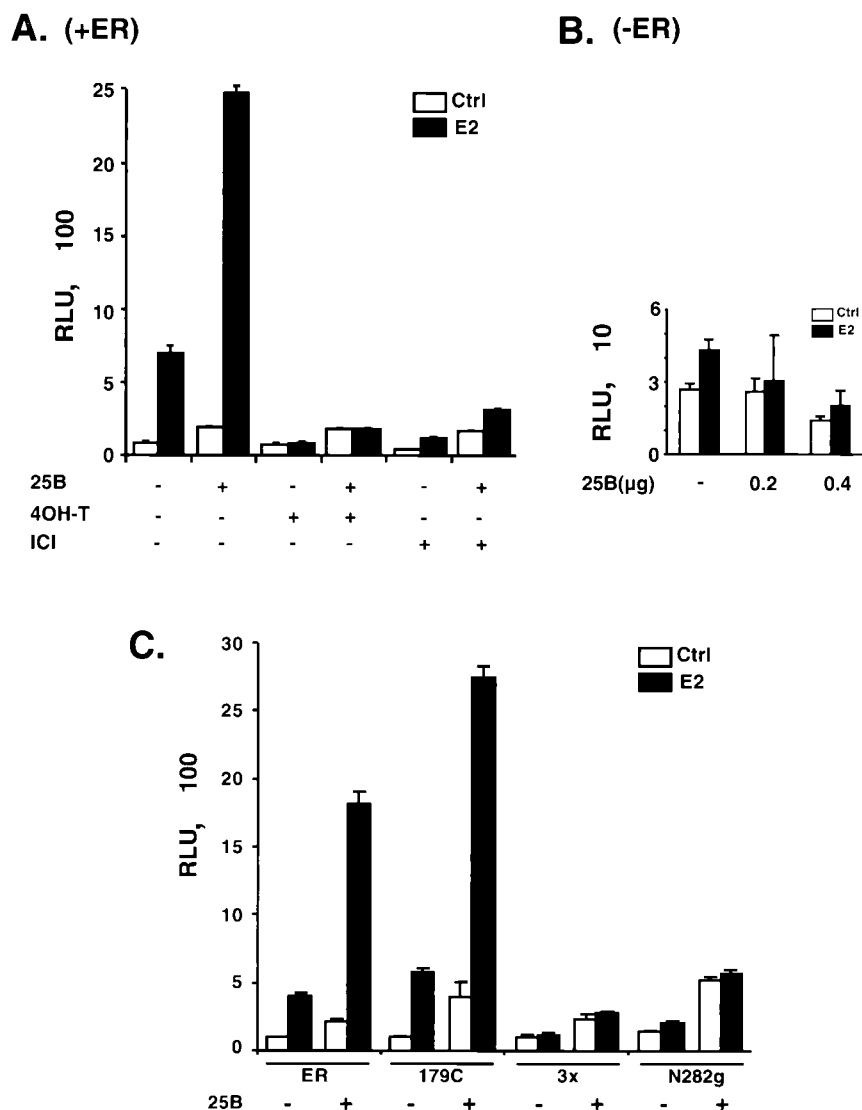 A. (+ER)
Ctrl
E2
25
20
15
10
5
0
RLU, 100
25B - + - + - +
4OH-T - - + + - -
ICI - - - - + +
B. (-ER)
Ctrl
E2
6
3
0
RLU, 10
25B(μg) - 0.2 0.4
C.
Ctrl
E2
30
25
20
15
10
5
0
RLU, 100
ER 179C 3x N282g
25B - + - + - + - +